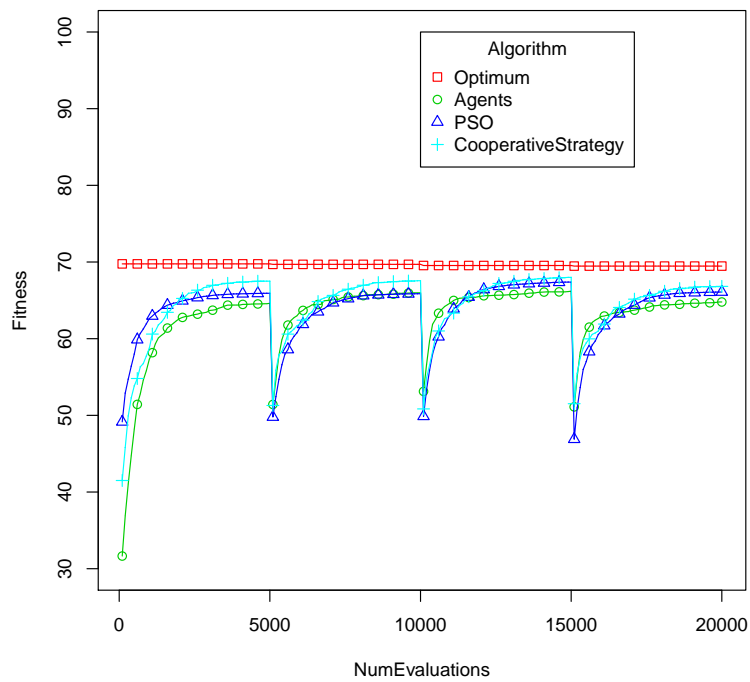 100
90
80
70
60
50
40
30
Fitness
Algorithm
Optimum
Agents
PSO
CooperativeStrategy
0
5000
10000
15000
20000
NumEvaluations